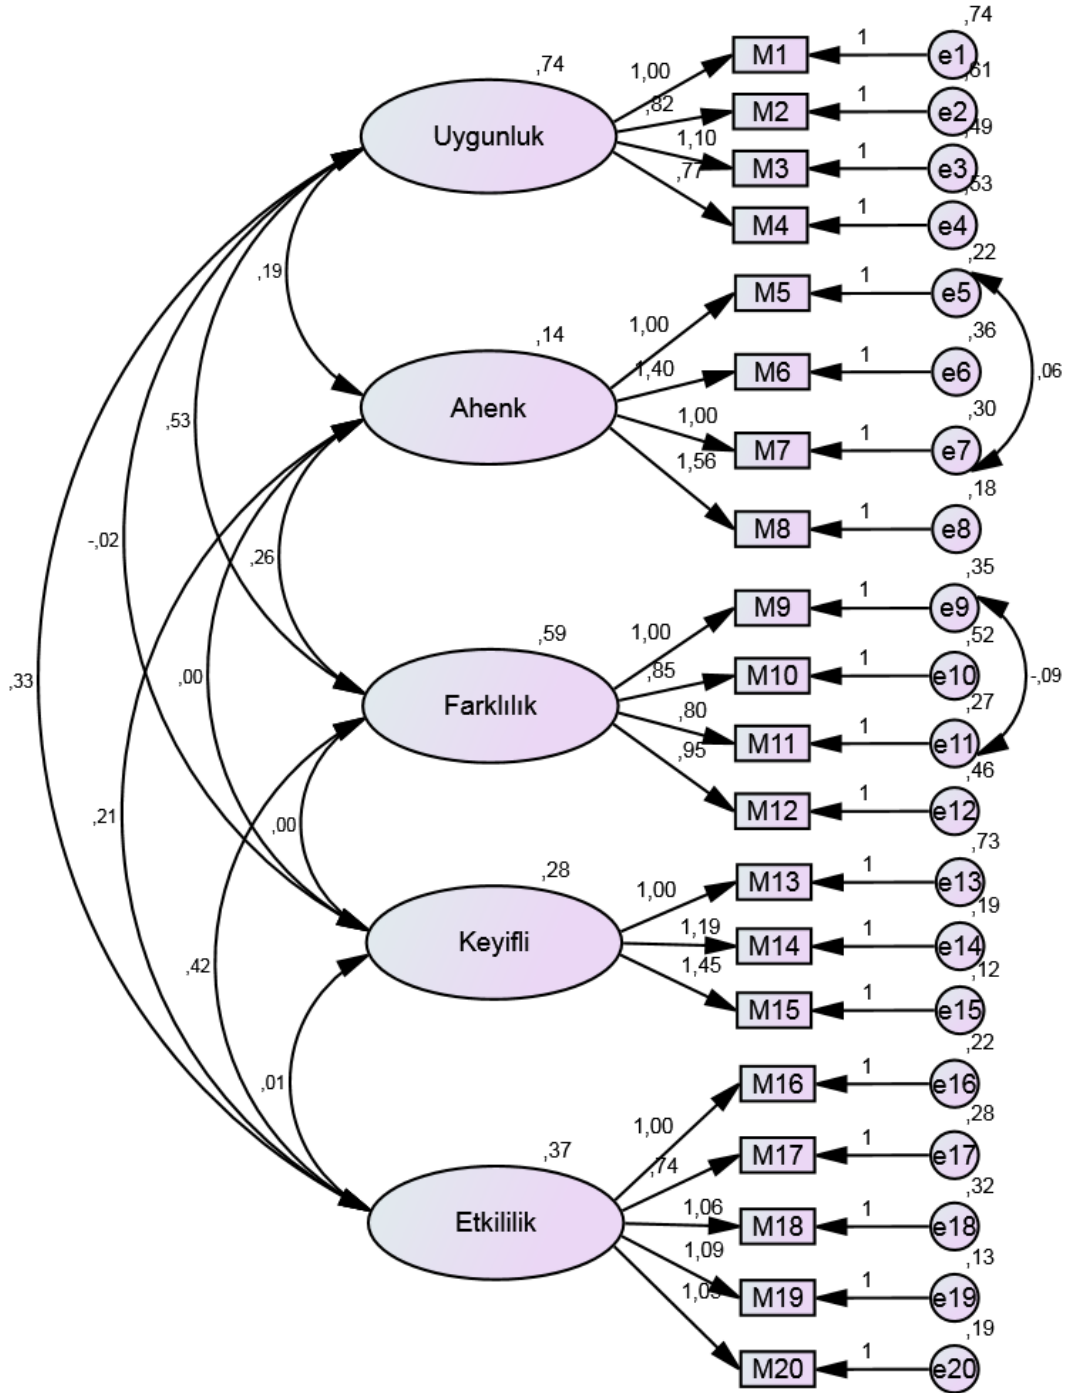 ,74
,74
1,00
M1
1
e1
,61
,82
M2
1
e2
,49
Uygunluk
1,10
M3
1
e3
,53
,77
M4
1
e4
,22
,19
M5
1
e5
1,00
,14
,36
1,40
M6
1
e6
,06
Ahenk
1,00
,30
,53
M7
1
e7
1,56
,18
M8
1
e8
-,02
,26
,35
M9
1
e9
1,00
,59
,52
,85
M10
1
e10
-,09
,00
,33
Farklılık
,80
,27
M11
1
e11
,95
,46
M12
1
e12
,21
,00
,73
,28
1,00
M13
1
e13
,19
1,19
M14
1
e14
Keyifli
,42
1,45
,12
M15
1
e15
,22
,01
M16
1
e16
1,00
,28
,37
,74
M17
1
e17
,32
1,06
M18
1
e18
Etkililik
1,09
,13
M19
1
e19
,19
M20
1
e20